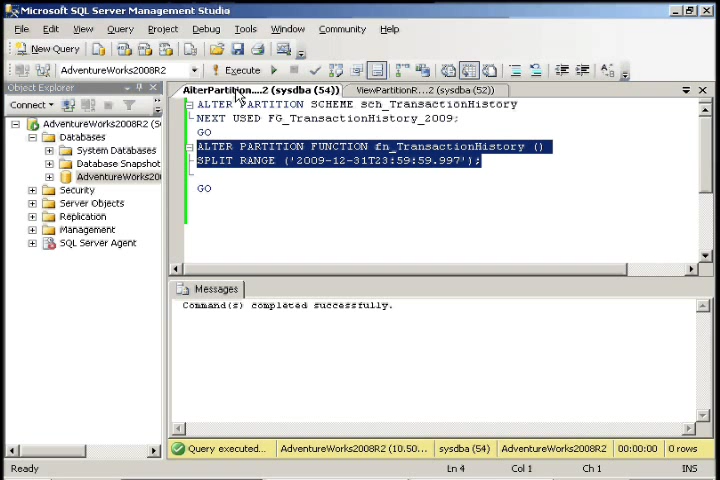 Microsoft SQL Server Management Studio
File Edit View Query Project Debug Tools Window Community Help
New Query
AdventureWorks2008R2 Execute
Object Explorer
AlterPartition....2 (sysdba (54)) ViewPartitionR...2 (sysdba (52))
Connect
AdventureWorks2008R2 (S
Databases
System Databases
Database Snapshot
AdventureWorks20
Security
Server Objects
Replication
Management
SQL Server Agent
ALTER PARTITION SCHEME sch_TransactionHistory
NEXT USED FG_TransactionHistory_2009;
GO
ALTER PARTITION FUNCTION fn_TransactionHistory ()
SPLIT RANGE ('2009-12-31T23:59:59.997');
GO
Messages
Command(s) completed successfully.
Query executed... AdventureWorks2008R2 (10.50... sysdba (54) AdventureWorks2008R2 00:00:00 0 rows
Ready Ln 4 Col 1 Ch 1 INS